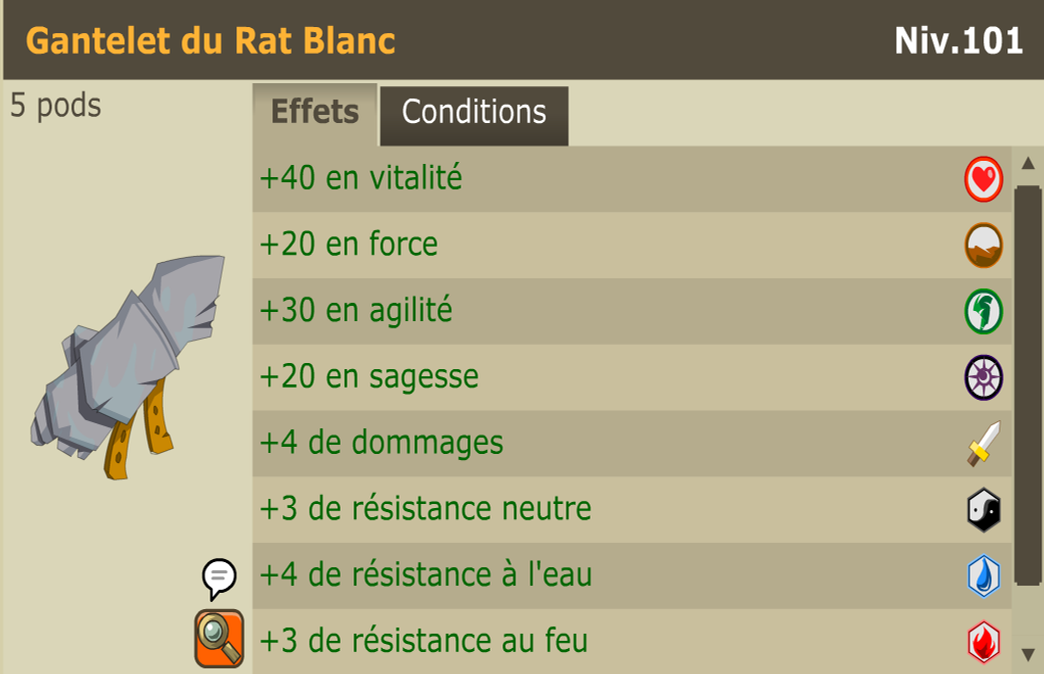 Gantelet du Rat Blanc
Niv.101
5 pods
Effets
Conditions
+40 en vitalité
+20 en force
+30 en agilité
+20 en sagesse
+4 de dommages
+3 de résistance neutre
+4 de résistance à l'eau
+3 de résistance au feu